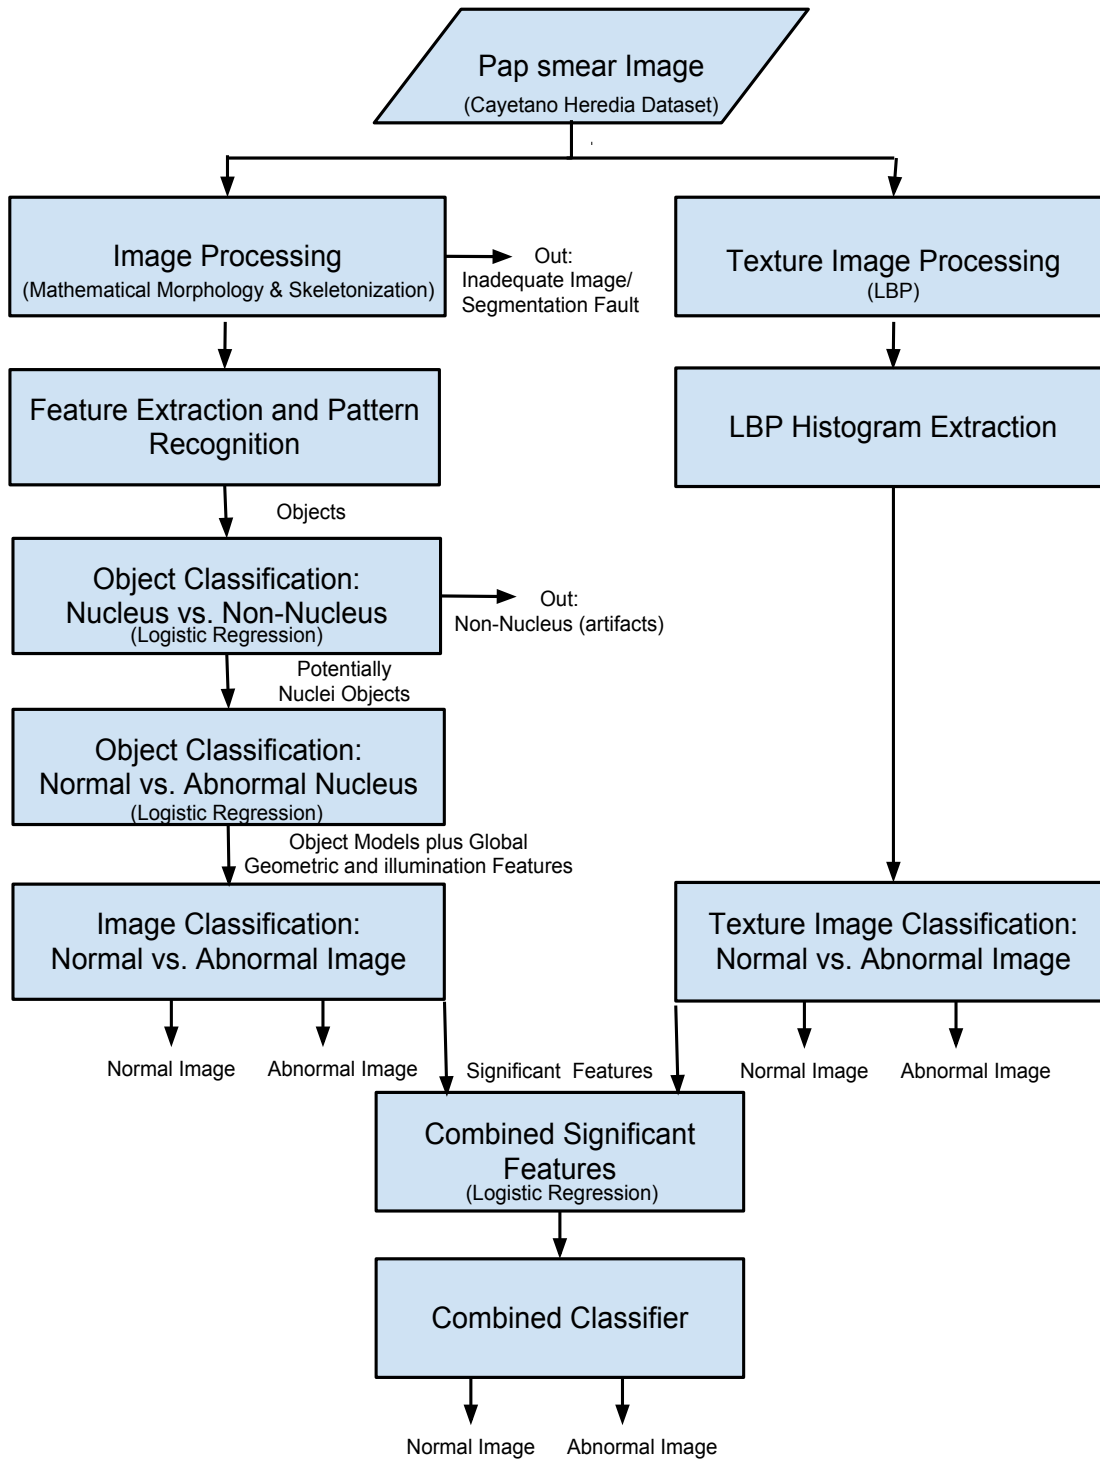 Pap smear Image
(Cayetano Heredia Dataset)
Image Processing
(Mathematical Morphology & Skeletonization)
Out:
Inadequate Image/
Segmentation Fault
Texture Image Processing
(LBP)
Feature Extraction and Pattern
Recognition
LBP Histogram Extraction
Objects
Object Classification:
Nucleus vs. Non-Nucleus
(Logistic Regression)
Out:
Non-Nucleus (artifacts)
Potentially
Nuclei Objects
Object Classification:
Normal vs. Abnormal Nucleus
(Logistic Regression)
Object Models plus Global
Geometric and illumination Features
Image Classification:
Normal vs. Abnormal Image
Texture Image Classification:
Normal vs. Abnormal Image
Normal Image
Abnormal Image
Significant Features
Normal Image
Abnormal Image
Combined Significant
Features
(Logistic Regression)
Combined Classifier
Normal Image
Abnormal Image